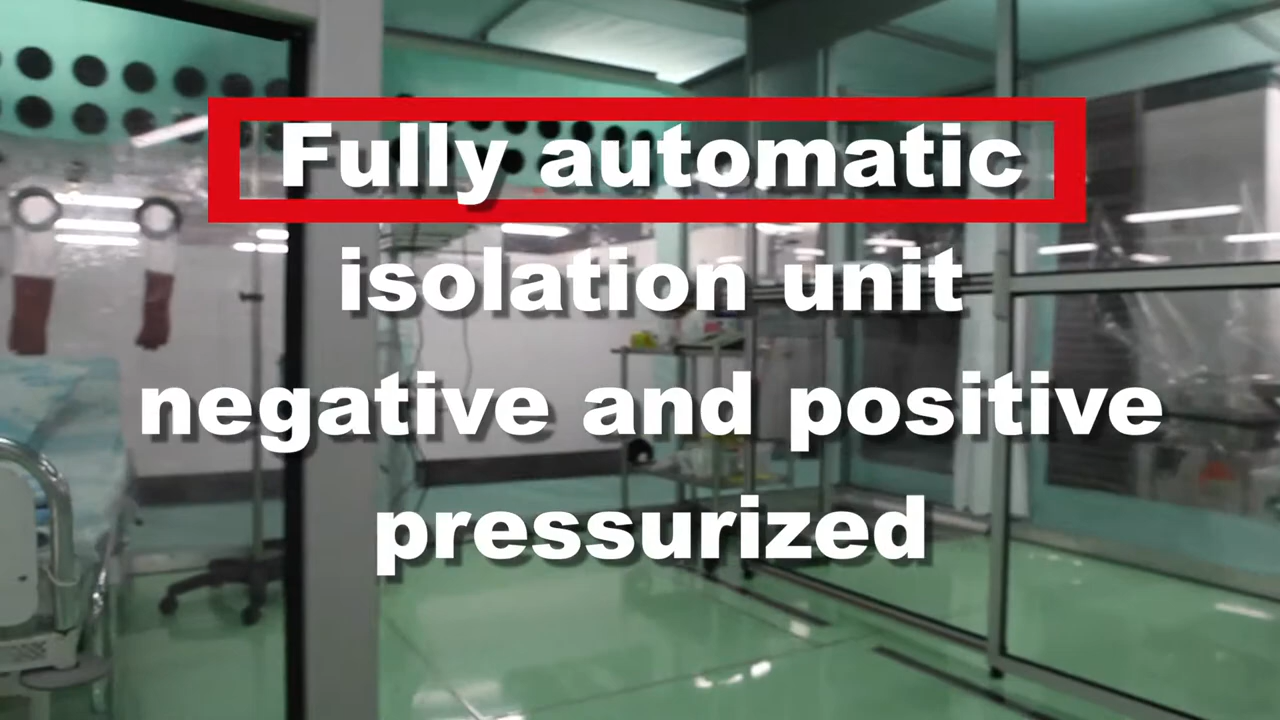 Fully automatic
isolation unit
negative and positive
pressurized